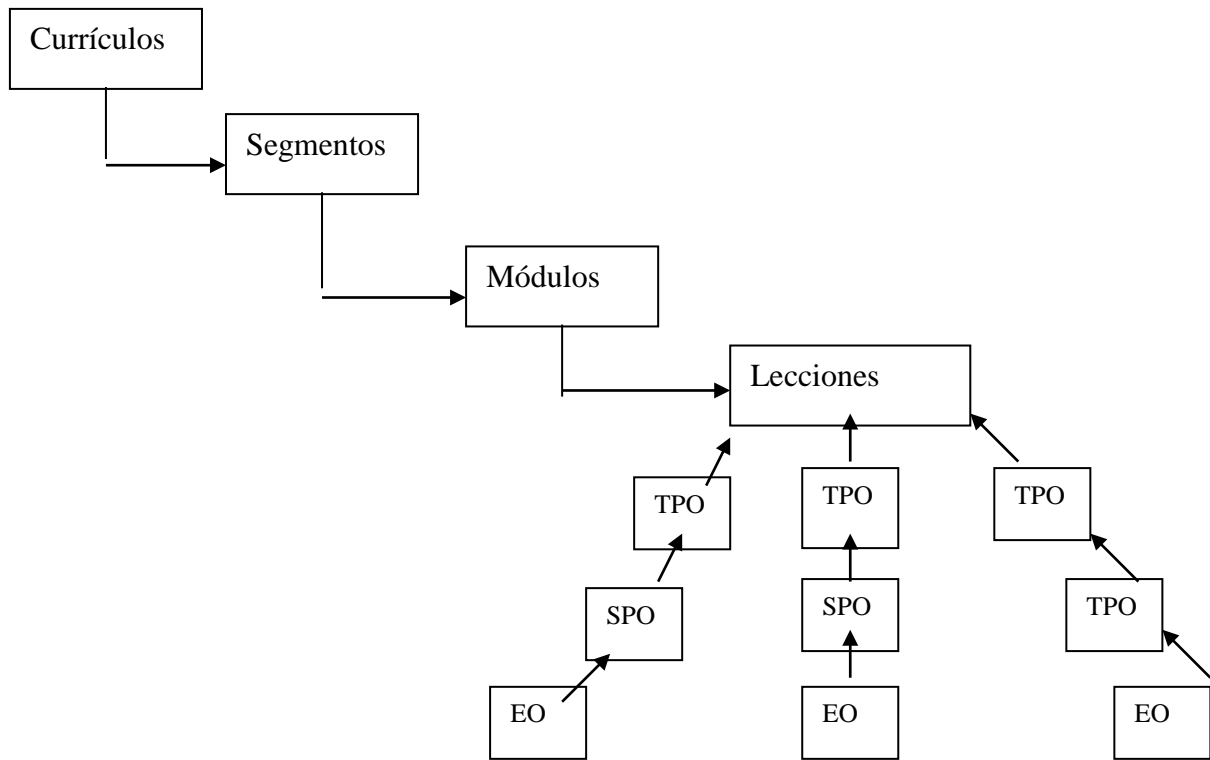 Currículos
Segmentos
Módulos
Lecciones
TPO
TPO
TPO
SPO
SPO
TPO
EO
EO
EO